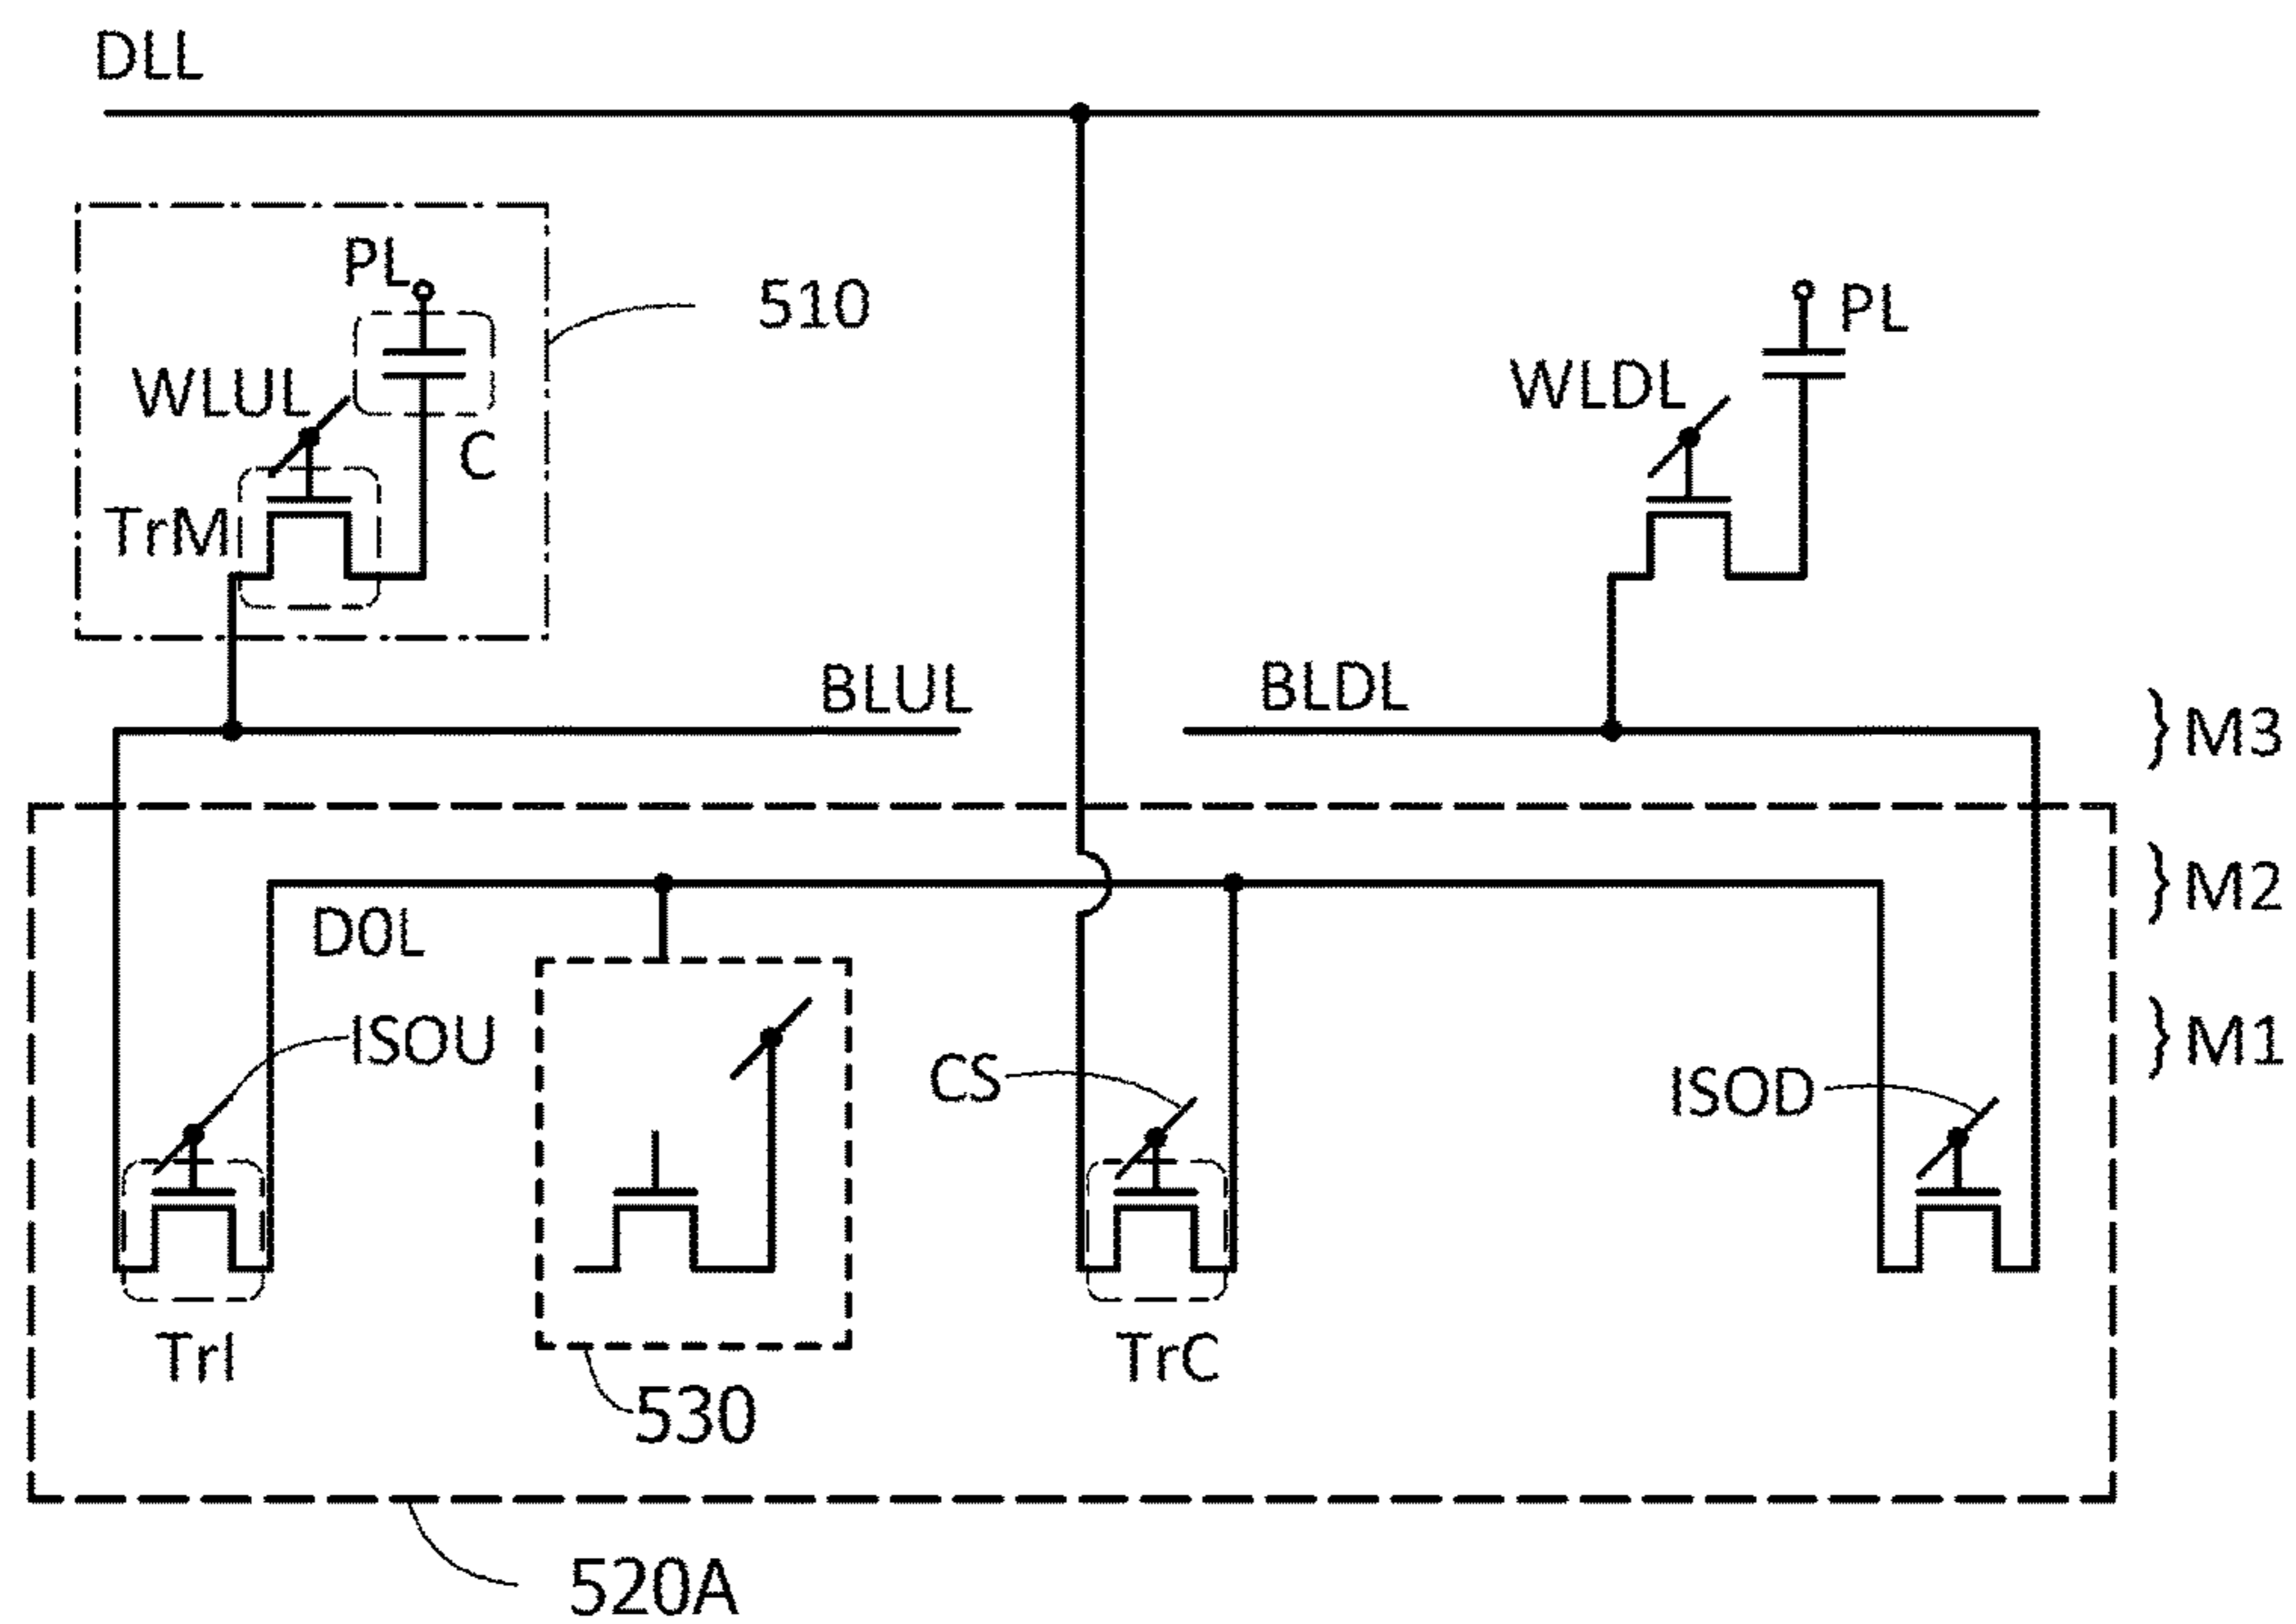 DLL
PL
510
PL
WLUL
WLDL
C
TrM
BLUL
BLDL
} M3
} M2
D0L
ISOU
CS
ISOD
} M1
TrI
TrC
530
520A